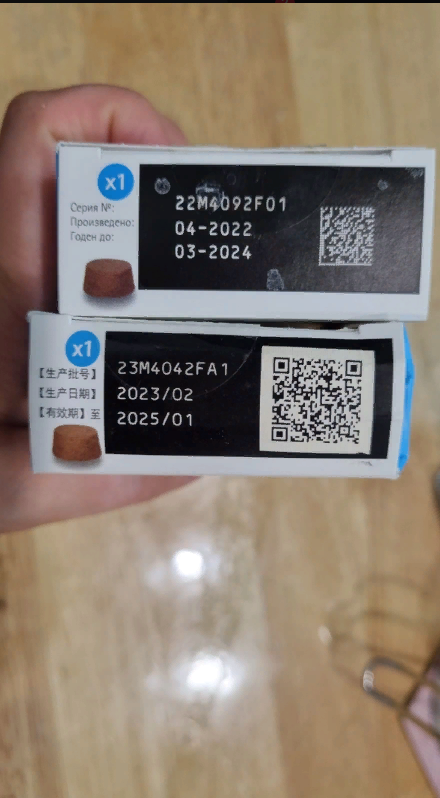 x1
Серия №:
22M4092F01
Произведено:
04-2022
Годен до:
03-2024
x1
【生产批号】
23M4042FA1
【生产日期】
2023/02
【有效期】至
2025/01